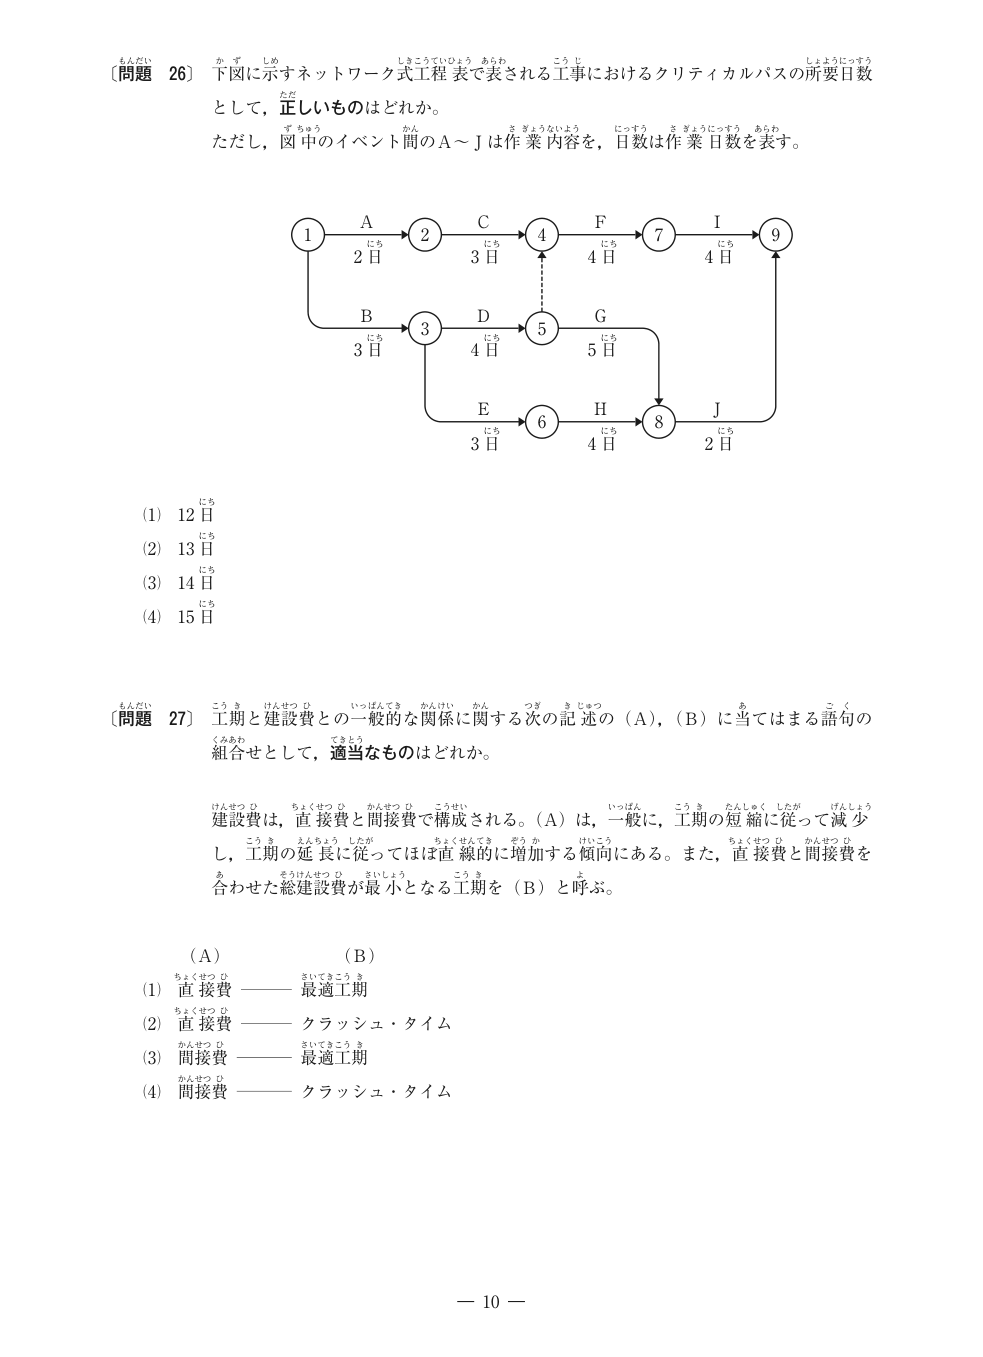 〔問題　26〕　下図に示すネットワーク式工程表で表される工事におけるクリティカルパスの所要日数
として，正しいものはどれか。
ただし，図中のイベント間のA～Jは作業内容を，日数は作業日数を表す。
1　A　2日　2　C　3日　4　F　4日　7　I　4日　9
B　3日　3　D　4日　5　G　5日
E　3日　6　H　4日　8　J　2日
(1)　12日
(2)　13日
(3)　14日
(4)　15日
〔問題　27〕　工期と建設費との一般的な関係に関する次の記述の（A），（B）に当てはまる語句の
組合せとして，適当なものはどれか。
建設費は，直接費と間接費で構成される。（A）は，一般に，工期の短縮に従って減少
し，工期の延長に従ってほぼ直線的に増加する傾向にある。また，直接費と間接費を
合わせた総建設費が最小となる工期を（B）と呼ぶ。
（A）　（B）
(1)　直接費 ――― 最適工期
(2)　直接費 ――― クラッシュ・タイム
(3)　間接費 ――― 最適工期
(4)　間接費 ――― クラッシュ・タイム
― 10 ―